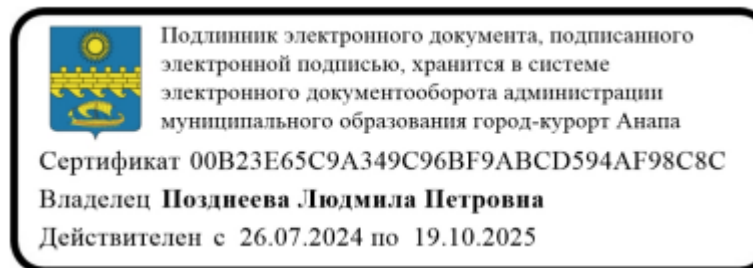 Подлинник электронного документа, подписанного
электронной подписью, хранится в системе
электронного документооборота администрации
муниципального образования город-курорт Анапа
Сертификат 00B23E65C9A349C96BF9ABCD594AF98C8C
Владелец Позднеева Людмила Петровна
Действителен с 26.07.2024 по 19.10.2025